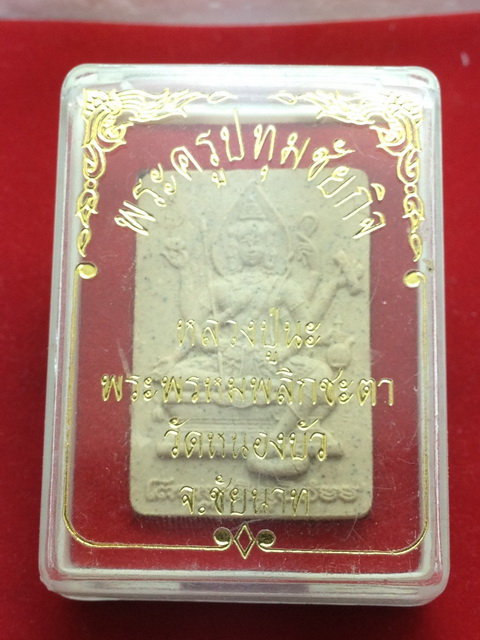 พระครูปทุมชัยกิจ
หลวงปู่นะ
พระพรหมพลิกชะตา
วัดหนองบัว
จ.ชัยนาท